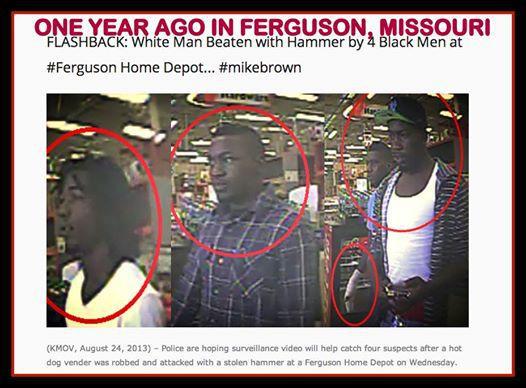 ONE YEAR AGO IN FERGUSON, MISSOURI
FLASHBACK: White Man Beaten with Hammer by 4 Black Men at
#Ferguson Home Depot... #mikebrown
(KMOV, August 24, 2013) – Police are hoping surveillance video will help catch four suspects after a hot
dog vender was robbed and attacked with a stolen hammer at a Ferguson Home Depot on Wednesday.